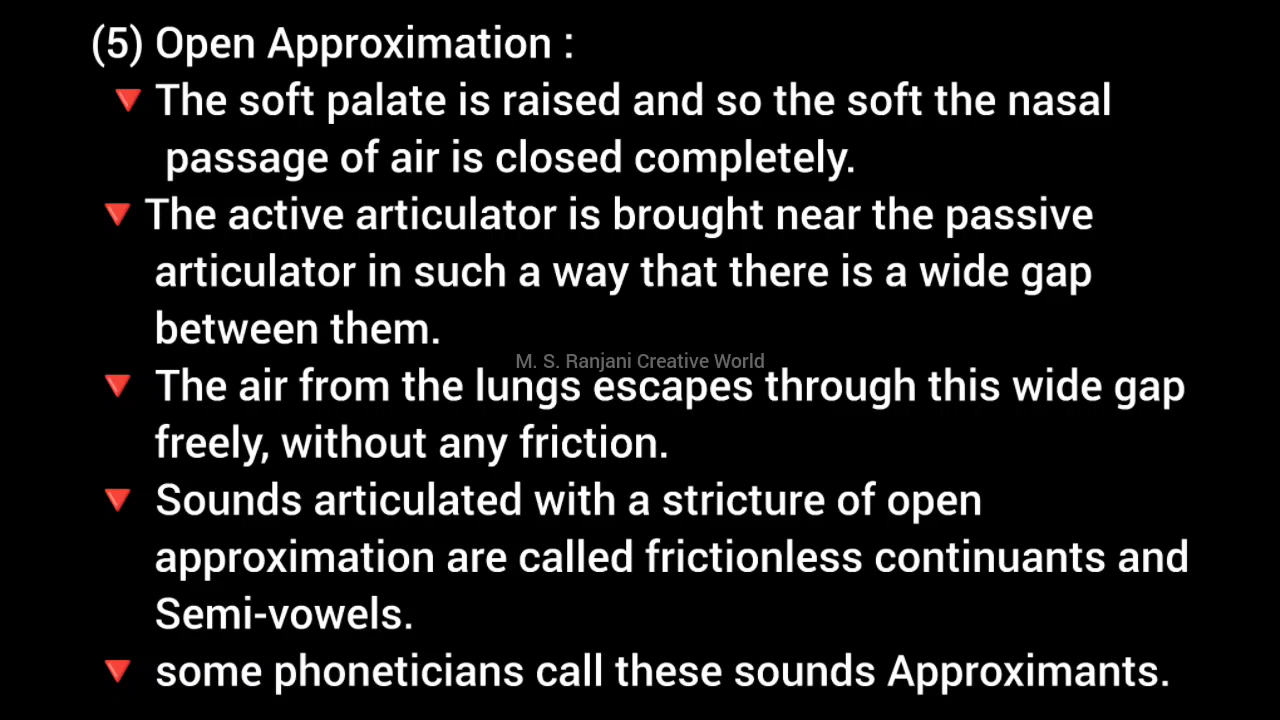 (5) Open Approximation :
🔻The soft palate is raised and so the soft the nasal
passage of air is closed completely.
🔻The active articulator is brought near the passive
articulator in such a way that there is a wide gap
between them.
M. S. Ranjani Creative World
🔻 The air from the lungs escapes through this wide gap
freely, without any friction.
🔻 Sounds articulated with a stricture of open
approximation are called frictionless continuants and
Semi-vowels.
🔻 some phoneticians call these sounds Approximants.